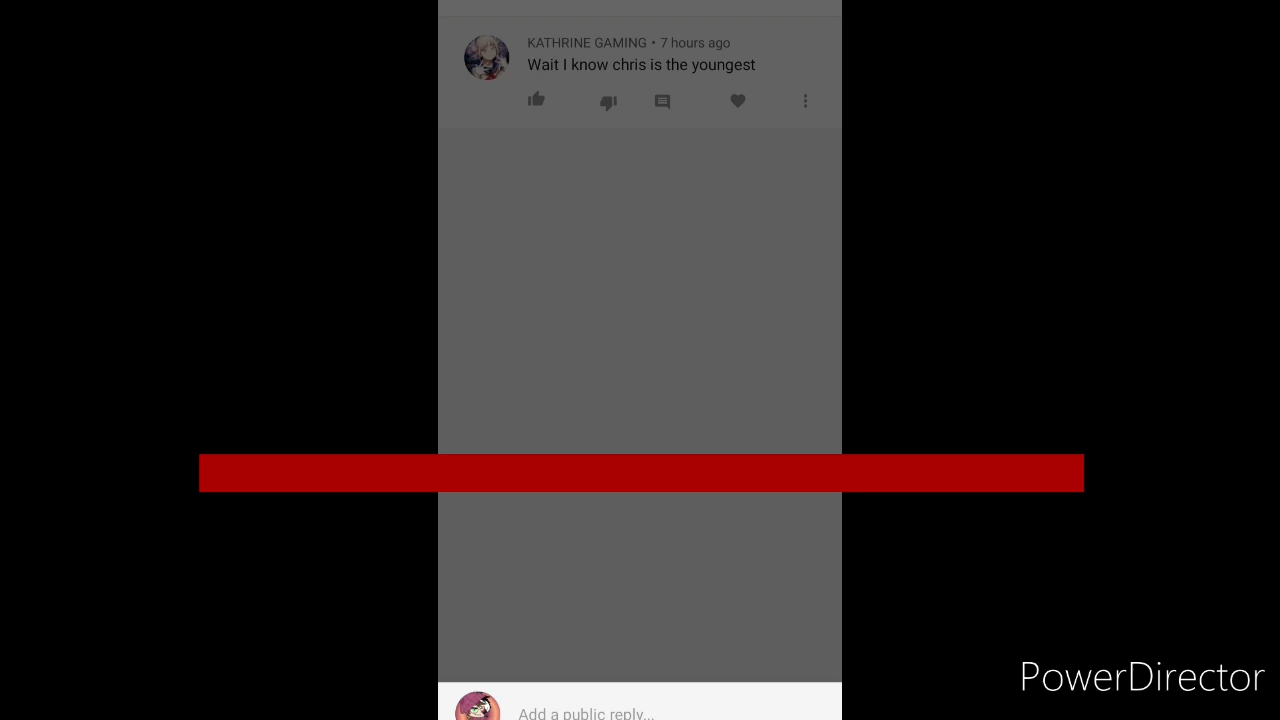 KATHRINE GAMING • 7 hours ago
Wait I know chris is the youngest
Add a public reply...
PowerDirector